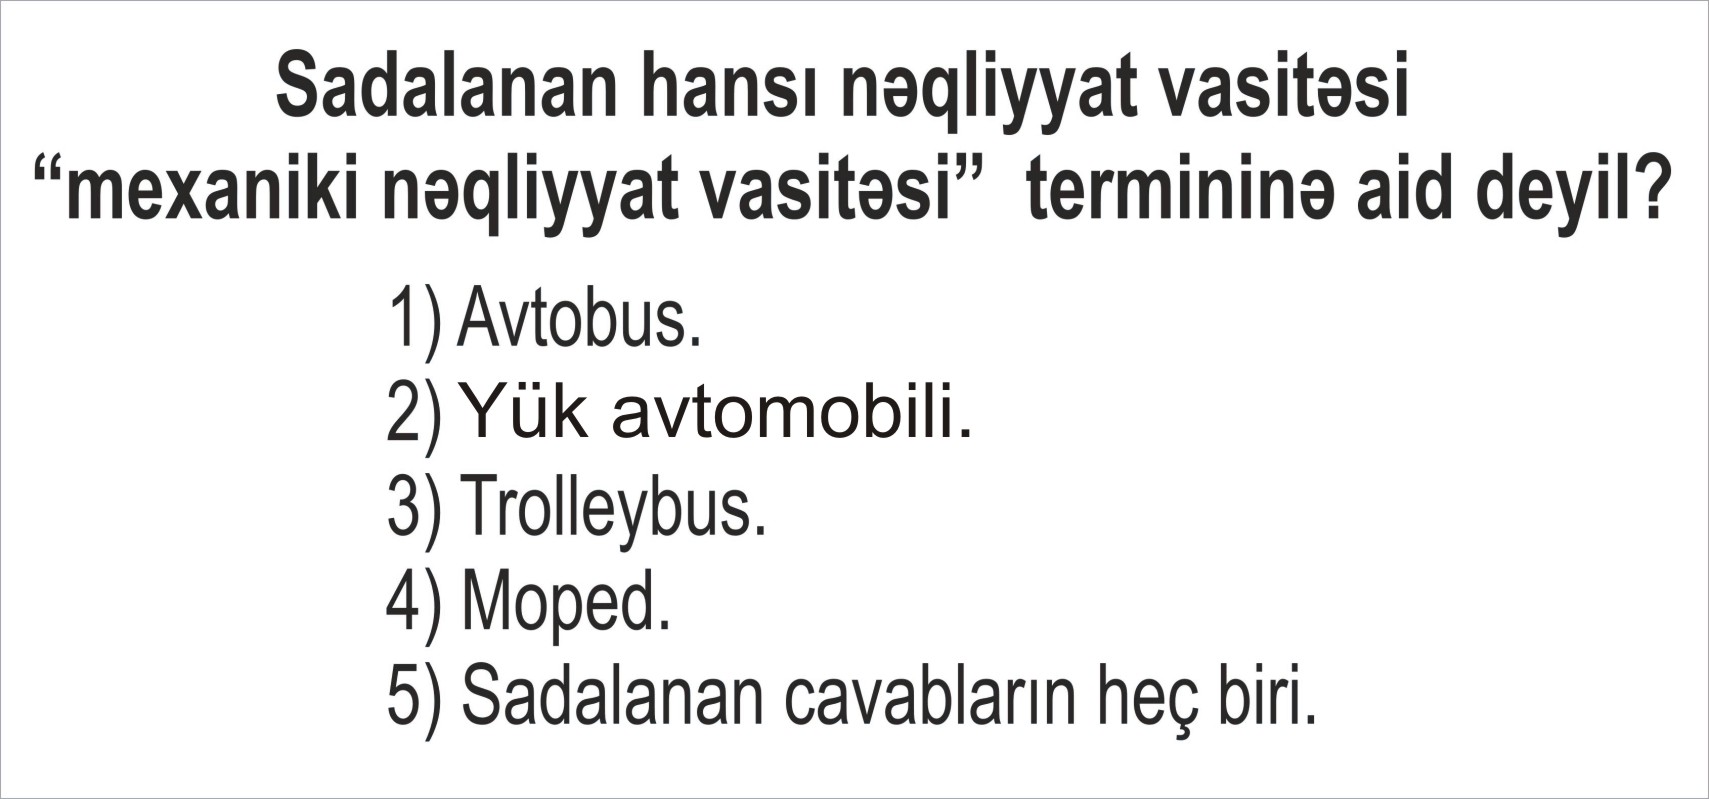 Sadalanan hansı nəqliyyat vasitəsi
“mexaniki nəqliyyat vasitəsi” termininə aid deyil?
1) Avtobus.
2) Yük avtomobili.
3) Trolleybus.
4) Moped.
5) Sadalanan cavabların heç biri.